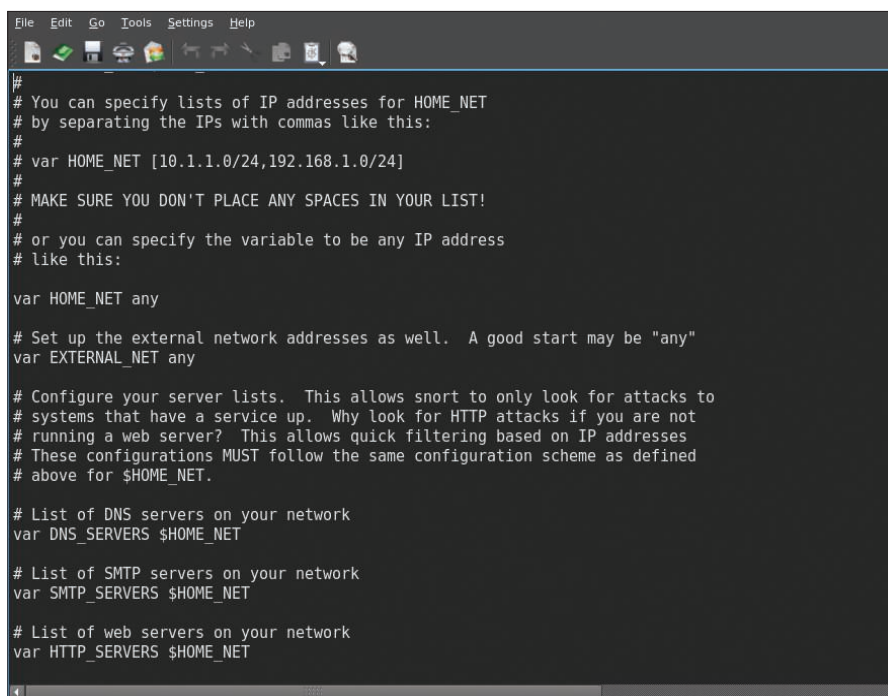 File Edit Go Tools Settings Help
#
# You can specify lists of IP addresses for HOME_NET
# by separating the IPs with commas like this:
#
# var HOME_NET [10.1.1.0/24,192.168.1.0/24]
#
# MAKE SURE YOU DON'T PLACE ANY SPACES IN YOUR LIST!
#
# or you can specify the variable to be any IP address
# like this:
var HOME_NET any
# Set up the external network addresses as well.  A good start may be "any"
var EXTERNAL_NET any
# Configure your server lists.  This allows snort to only look for attacks to
# systems that have a service up.  Why look for HTTP attacks if you are not
# running a web server?  This allows quick filtering based on IP addresses
# These configurations MUST follow the same configuration scheme as defined
# above for $HOME_NET.
# List of DNS servers on your network
var DNS_SERVERS $HOME_NET
# List of SMTP servers on your network
var SMTP_SERVERS $HOME_NET
# List of web servers on your network
var HTTP_SERVERS $HOME_NET